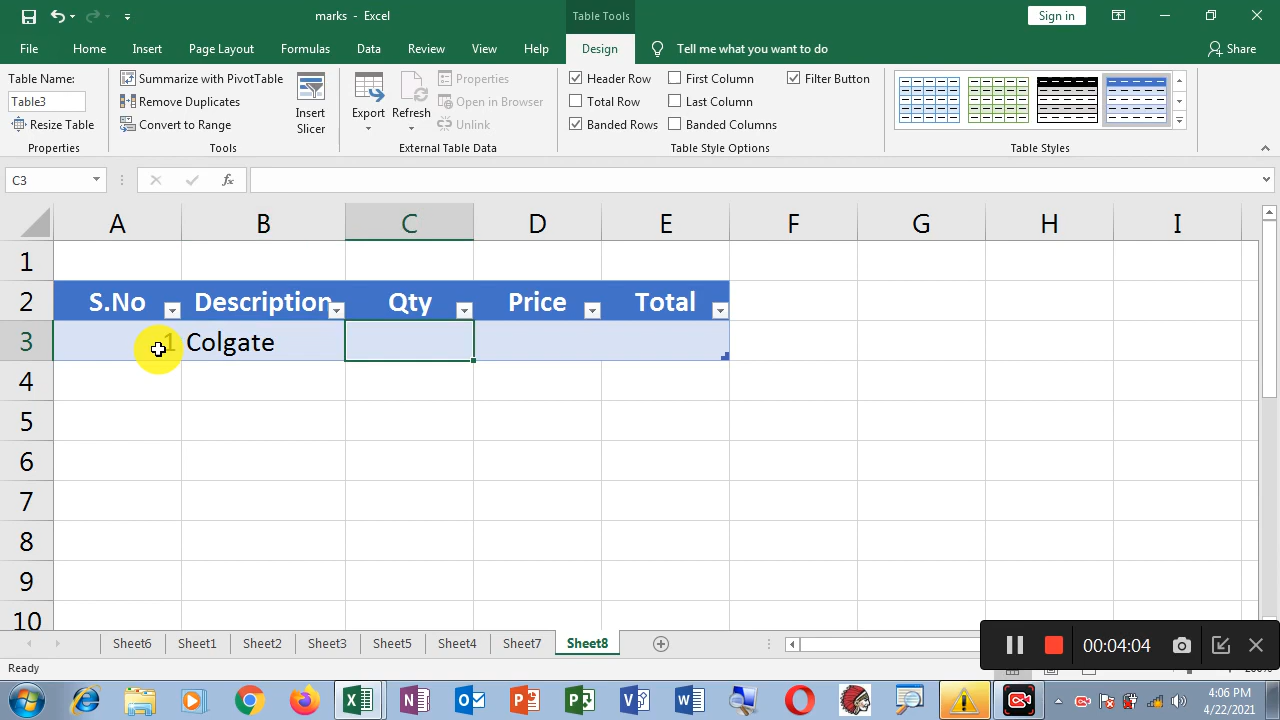 marks - Excel
Table Tools
Sign in
File
Home
Insert
Page Layout
Formulas
Data
Review
View
Help
Design
Tell me what you want to do
Share
Table Name:
Table3
Resize Table
Properties
Summarize with PivotTable
Remove Duplicates
Convert to Range
Tools
Insert
Slicer
Export
Refresh
Properties
Open in Browser
Unlink
External Table Data
Header Row
Total Row
Banded Rows
First Column
Last Column
Banded Columns
Filter Button
Table Style Options
Table Styles
C3
fx
A B C D E F G H I
1
2 S.No Description Qty Price Total
3 1 Colgate
4
5
6
7
8
9
10
Sheet6 Sheet1 Sheet2 Sheet3 Sheet5 Sheet4 Sheet7 Sheet8
00:04:04
Ready
4:06 PM
4/22/2021